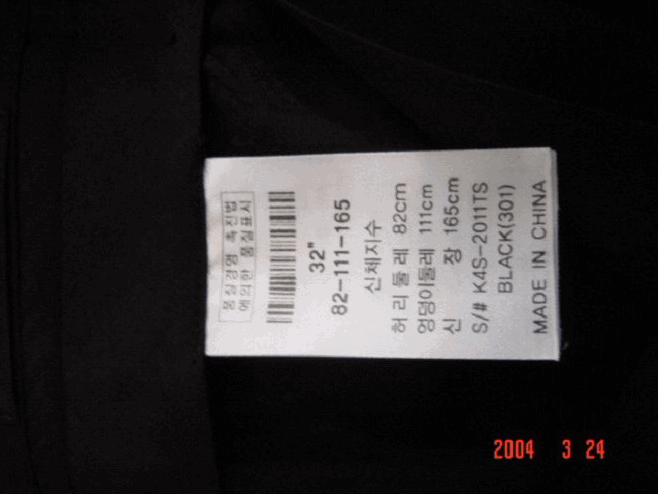 품질경영 촉진법
에의한 품질표시
32"
82-111-165
신체지수
허리둘레 82cm
엉덩이둘레 111cm
신 장 165cm
S/# K4S-2011TS
BLACK(301)
MADE IN CHINA
2004 3 24